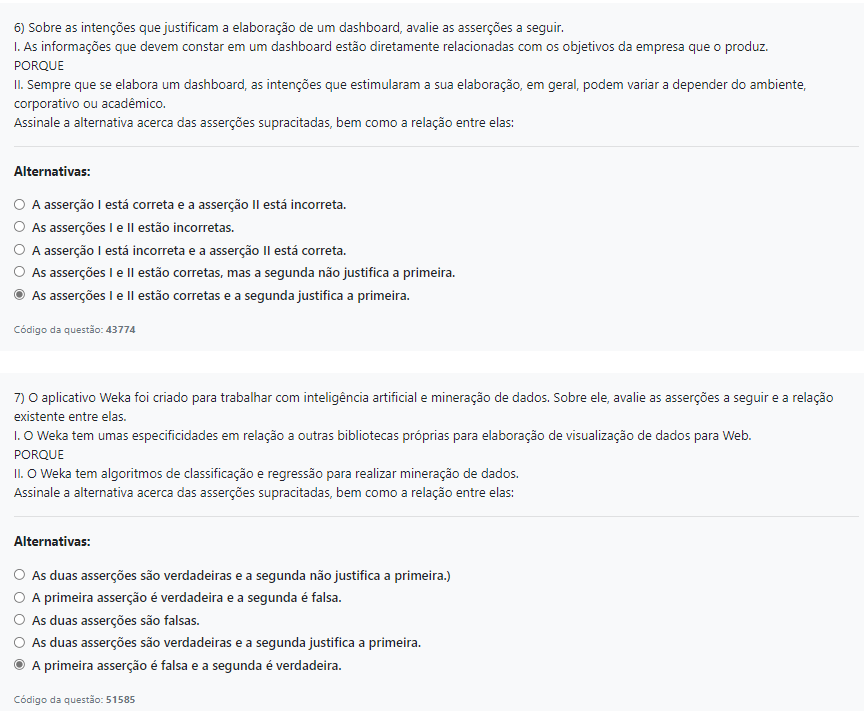 6) Sobre as intenções que justificam a elaboração de um dashboard, avalie as asserções a seguir.
I. As informações que devem constar em um dashboard estão diretamente relacionadas com os objetivos da empresa que o produz.
PORQUE
II. Sempre que se elabora um dashboard, as intenções que estimularam a sua elaboração, em geral, podem variar a depender do ambiente,
corporativo ou acadêmico.
Assinale a alternativa acerca das asserções supracitadas, bem como a relação entre elas:
Alternativas:
A asserção I está correta e a asserção II está incorreta.
As asserções I e II estão incorretas.
A asserção I está incorreta e a asserção II está correta.
As asserções I e II estão corretas, mas a segunda não justifica a primeira.
As asserções I e II estão corretas e a segunda justifica a primeira.
Código da questão: 43774
7) O aplicativo Weka foi criado para trabalhar com inteligência artificial e mineração de dados. Sobre ele, avalie as asserções a seguir e a relação
existente entre elas.
I. O Weka tem umas especificidades em relação a outras bibliotecas próprias para elaboração de visualização de dados para Web.
PORQUE
II. O Weka tem algoritmos de classificação e regressão para realizar mineração de dados.
Assinale a alternativa acerca das asserções supracitadas, bem como a relação entre elas:
Alternativas:
As duas asserções são verdadeiras e a segunda não justifica a primeira.)
A primeira asserção é verdadeira e a segunda é falsa.
As duas asserções são falsas.
As duas asserções são verdadeiras e a segunda justifica a primeira.
A primeira asserção é falsa e a segunda é verdadeira.
Código da questão: 51585